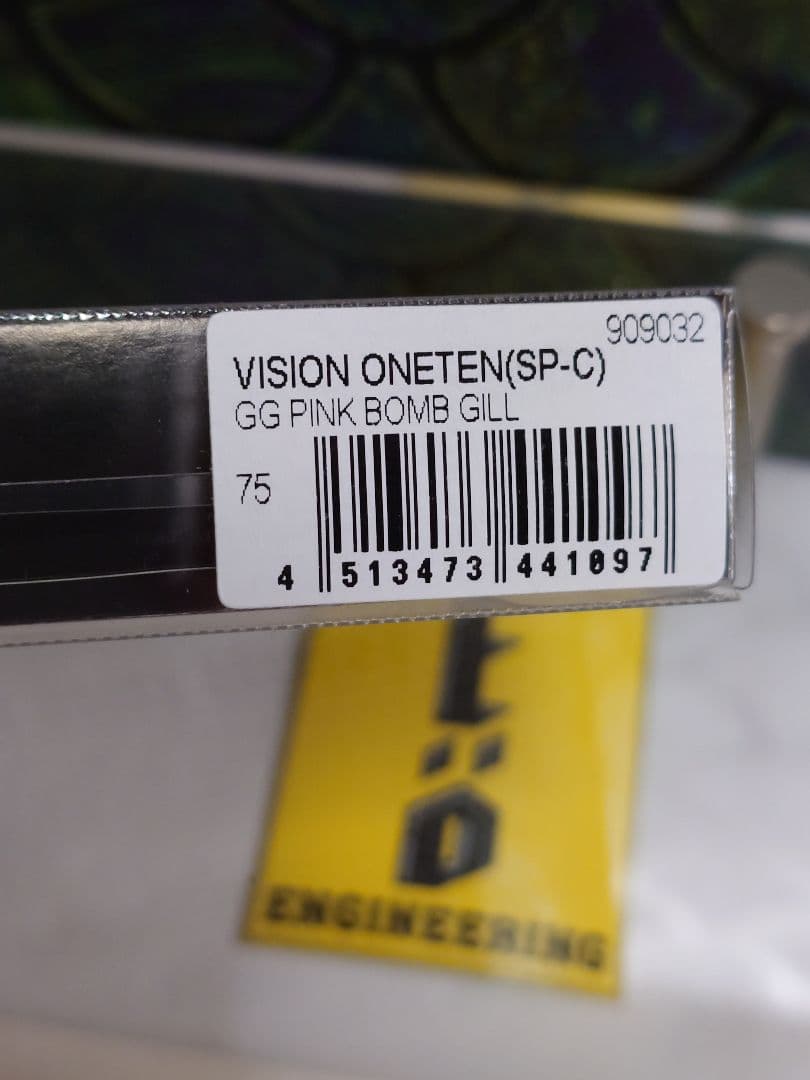 909032
VISION ONETEN(SP-C)
GG PINK BOMB GILL
75
4 513473 441097
ENGINEERING